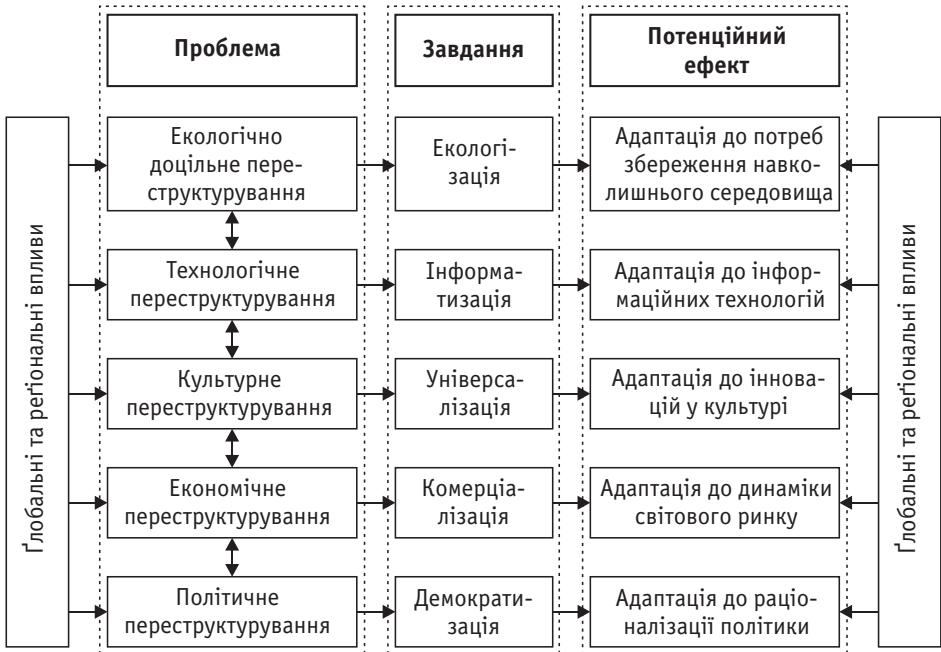 Проблема
Завдання
Потенційний
ефект
Ґлобальні та реґіональні впливи
Екологічно
доцільне пере-
структурування
Екологі-
зація
Адаптація до потреб
збереження навко-
лишнього середовища
Технологічне
переструктурування
Інформа-
тизація
Адаптація до інфор-
маційних технологій
Культурне
переструктурування
Універса-
лізація
Адаптація до іннова-
цій у культурі
Економічне
переструктурування
Комерціа-
лізація
Адаптація до динаміки
світового ринку
Політичне
переструктурування
Демократи-
зація
Адаптація до раціо-
налізації політики
Ґлобальні та реґіональні впливи